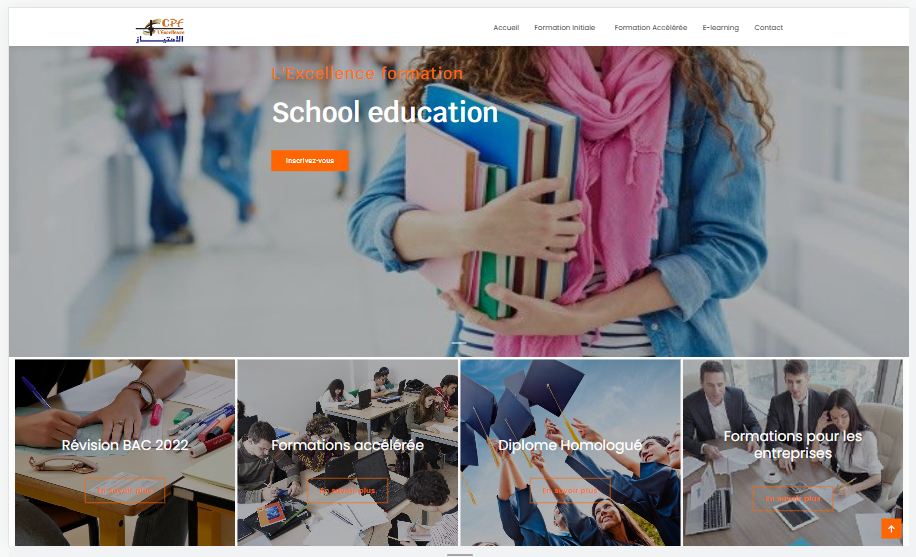 CPF
L'Excellence
الامتياز
Accueil Formation Initiale Formation Accélérée E-learning Contact
L'Excellence formation
School education
Inscrivez-vous
Révision BAC 2022
Formations accélérée
Diplome Homologué
Formations pour les
entreprises
En savoir plus
En savoir plus
En savoir plus
En savoir plus